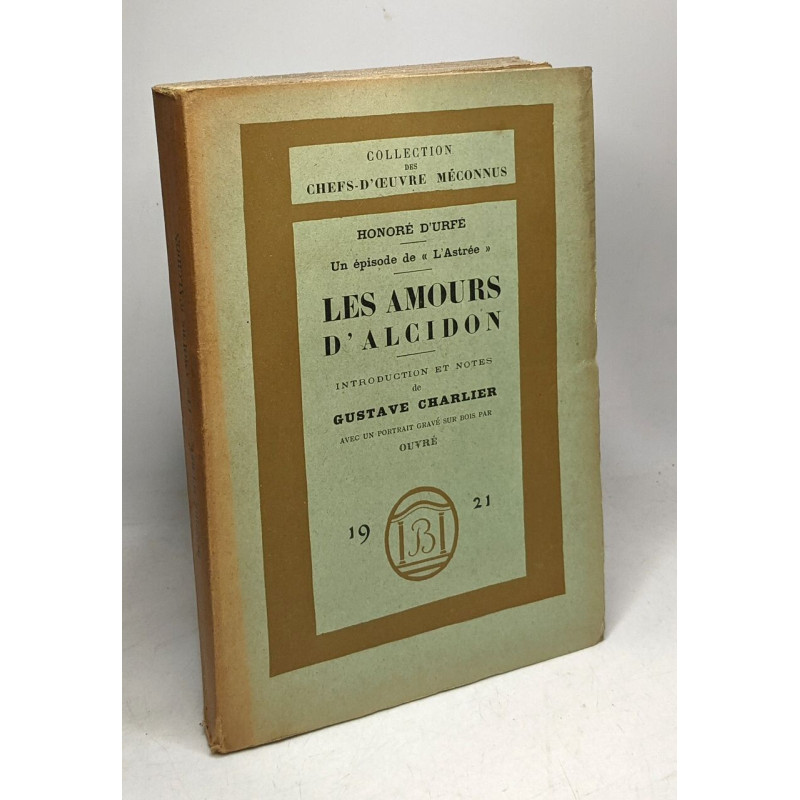 COLLECTION
DES
CHEFS-D'ŒUVRE MÉCONNUS
HONORÉ D'URFÉ
Un épisode de « L'Astrée »
LES AMOURS
D'ALCIDON
INTRODUCTION ET NOTES
de
GUSTAVE CHARLIER
AVEC UN PORTRAIT GRAVÉ SUR BOIS PAR
OUVRÉ
19 B 21